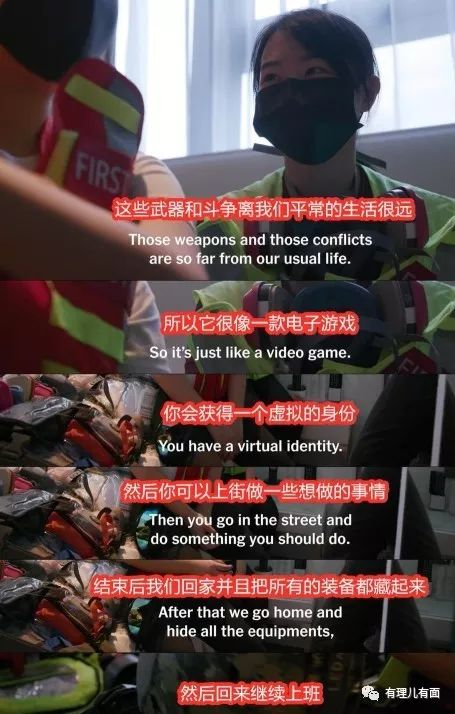 FIRST
这些武器和斗争离我们平常的生活很远
Those weapons and those conflicts
are so far from our usual life.
所以它很像一款电子游戏
So it's just like a video game.
你会获得一个虚拟的身份
You have a virtual identity.
然后你可以上街做一些想做的事情
Then you go in the street and
do something you should do.
结束后我们回家并且把所有的装备都藏起来
After that we go home and
hide all the equipments,
然后回来继续上班
有理儿有面